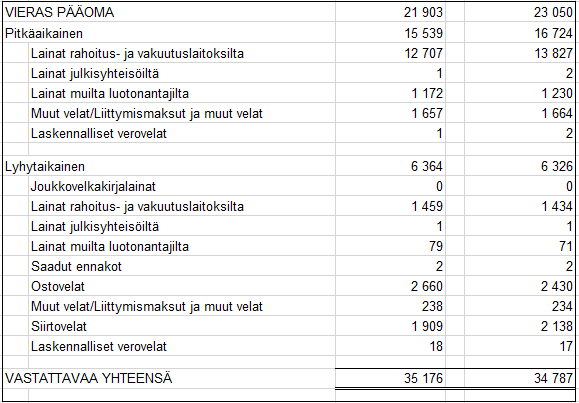 VIERAS PÄÄOMA 21 903 23 050
Pitkäaikainen 15 539 16 724
Lainat rahoitus- ja vakuutuslaitoksilta 12 707 13 827
Lainat julkisyhteisöiltä 1 2
Lainat muilta luotonantajilta 1 172 1 230
Muut velat/Liittymismaksut ja muut velat 1 657 1 664
Laskennalliset verovelat 1 2
Lyhytaikainen 6 364 6 326
Joukkovelkakirjalainat 0 0
Lainat rahoitus- ja vakuutuslaitoksilta 1 459 1 434
Lainat julkisyhteisöiltä 1 1
Lainat muilta luotonantajilta 79 71
Saadut ennakot 2 2
Ostovelat 2 660 2 430
Muut velat/Liittymismaksut ja muut velat 238 234
Siirtovelat 1 909 2 138
Laskennalliset verovelat 18 17
VASTATTAVAA YHTEENSÄ 35 176 34 787